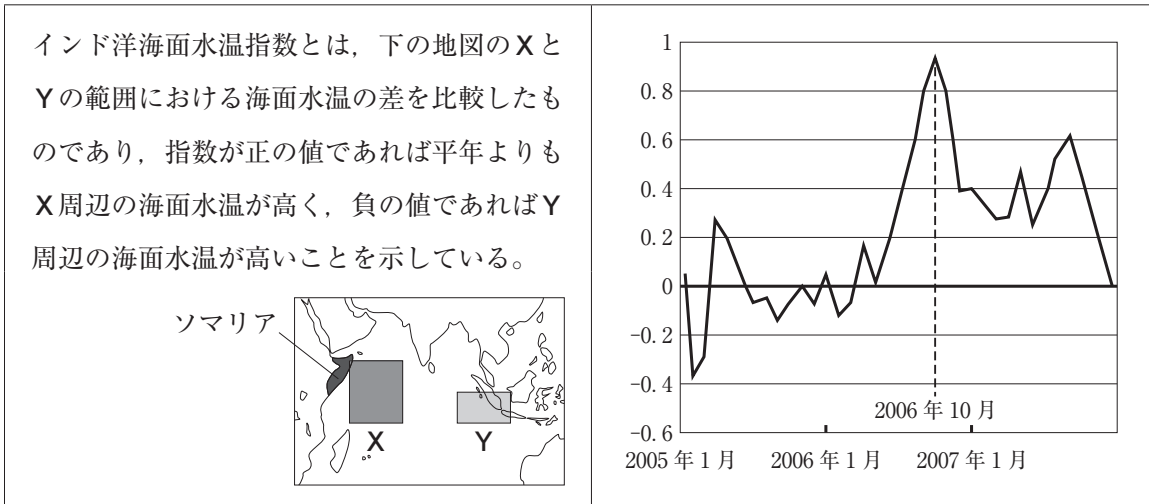 インド洋海面水温指数とは，下の地図のXと
Yの範囲における海面水温の差を比較したも
のであり，指数が正の値であれば平年よりも
X周辺の海面水温が高く，負の値であればY
周辺の海面水温が高いことを示している。
ソマリア
X
Y
1
0.8
0.6
0.4
0.2
0
-0.2
-0.4
-0.6
2006年10月
2005年1月
2006年1月
2007年1月